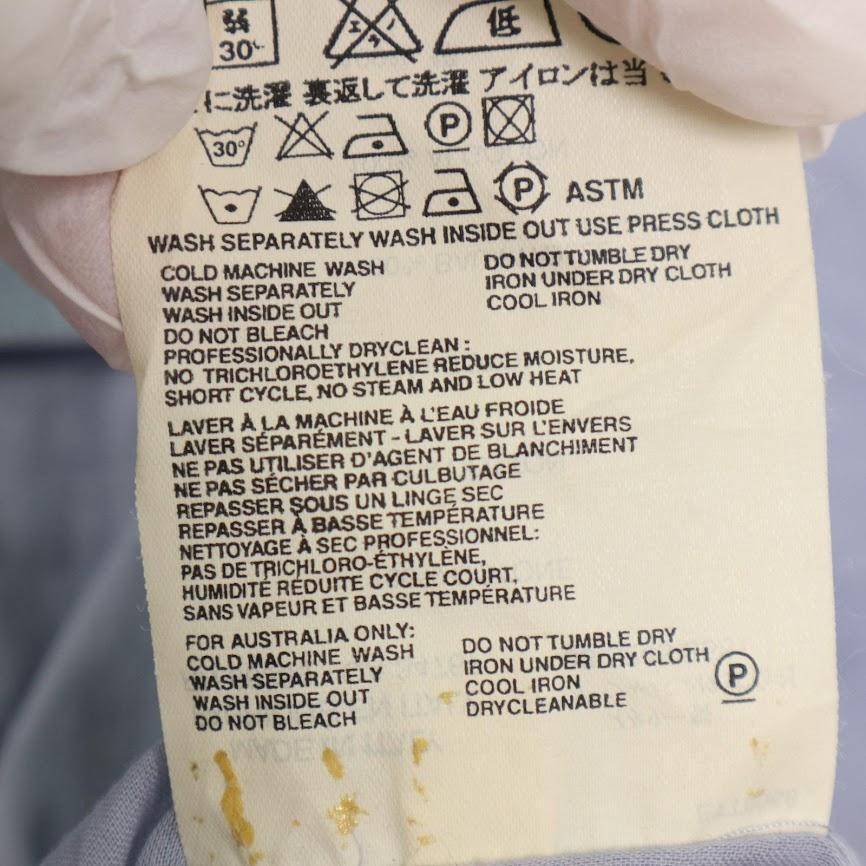 弱
30
エンソ
低
に洗濯 裏返して洗濯 アイロンは当
30° P
P ASTM
WASH SEPARATELY WASH INSIDE OUT USE PRESS CLOTH
COLD MACHINE WASH
WASH SEPARATELY
WASH INSIDE OUT
DO NOT BLEACH
DO NOT TUMBLE DRY
IRON UNDER DRY CLOTH
COOL IRON
PROFESSIONALLY DRYCLEAN :
NO TRICHLOROETHYLENE REDUCE MOISTURE,
SHORT CYCLE, NO STEAM AND LOW HEAT
LAVER À LA MACHINE À L'EAU FROIDE
LAVER SÉPARÉMENT - LAVER SUR L'ENVERS
NE PAS UTILISER D'AGENT DE BLANCHIMENT
NE PAS SÉCHER PAR CULBUTAGE
REPASSER SOUS UN LINGE SEC
REPASSER À BASSE TEMPÉRATURE
NETTOYAGE À SEC PROFESSIONNEL:
PAS DE TRICHLORO-ÉTHYLÈNE,
HUMIDITÉ RÉDUITE CYCLE COURT,
SANS VAPEUR ET BASSE TEMPÉRATURE
FOR AUSTRALIA ONLY:
COLD MACHINE WASH
WASH SEPARATELY
WASH INSIDE OUT
DO NOT BLEACH
DO NOT TUMBLE DRY
IRON UNDER DRY CLOTH
COOL IRON
DRYCLEANABLE
P